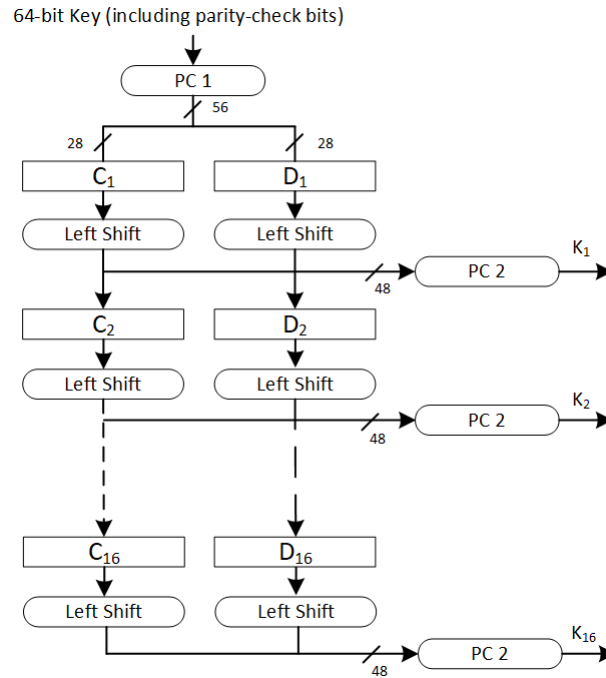 64-bit Key (including parity-check bits)
PC 1
56
28 28
C₁ D₁
Left Shift Left Shift
K₁
PC 2
48
C₂ D₂
Left Shift Left Shift
K₂
PC 2
48
C₁₆ D₁₆
Left Shift Left Shift
K₁₆
PC 2
48